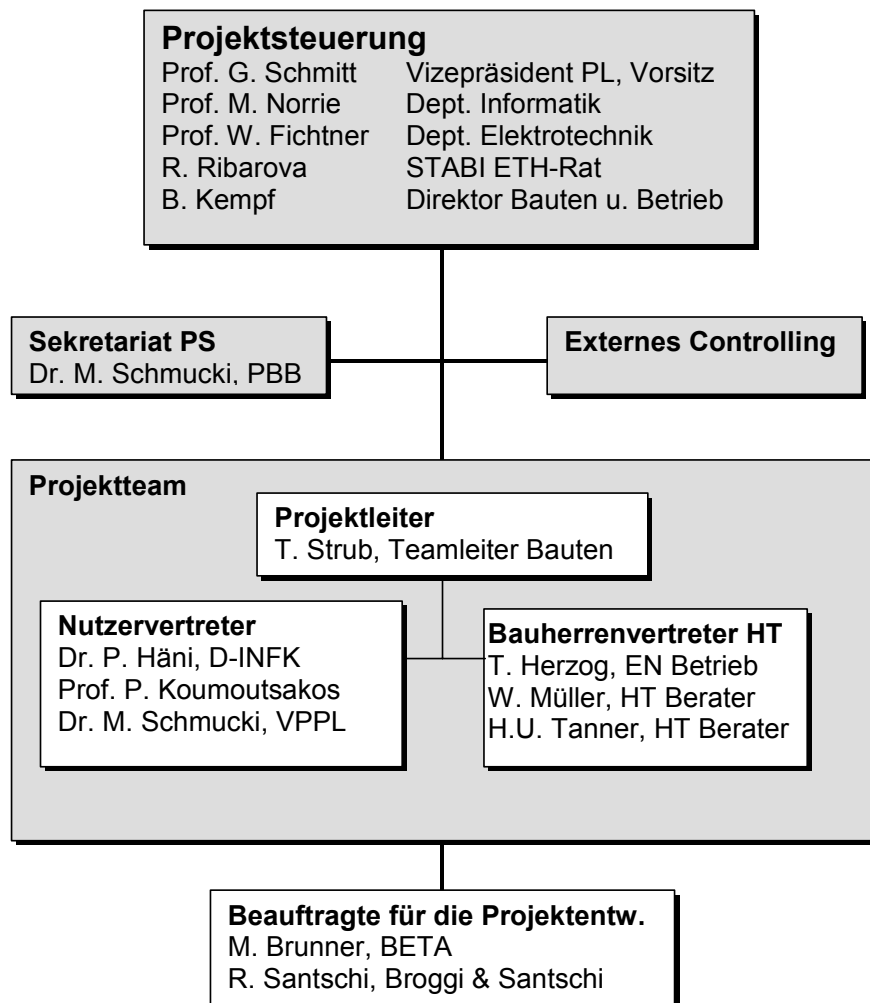 Projektsteuerung
Prof. G. Schmitt Vizepräsident PL, Vorsitz
Prof. M. Norrie Dept. Informatik
Prof. W. Fichtner Dept. Elektrotechnik
R. Ribarova STABI ETH-Rat
B. Kempf Direktor Bauten u. Betrieb
Sekretariat PS
Dr. M. Schmucki, PBB
Externes Controlling
Projektteam
Projektleiter
T. Strub, Teamleiter Bauten
Nutzervertreter
Dr. P. Häni, D-INFK
Prof. P. Koumoutsakos
Dr. M. Schmucki, VPPL
Bauherrenvertreter HT
T. Herzog, EN Betrieb
W. Müller, HT Berater
H.U. Tanner, HT Berater
Beauftragte für die Projektentw.
M. Brunner, BETA
R. Santschi, Broggi & Santschi